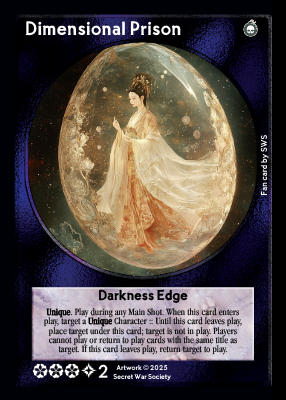 Dimensional Prison
Fan card by SWS
Darkness Edge
Unique. Play during any Main Shot. When this card enters
play, target a Unique Character :: Until this card leaves play,
place target under this card; target is not in play. Players
cannot play or return to play cards with the same title as
target. If this card leaves play, return target to play.
2
Artwork © 2025
Secret War Society